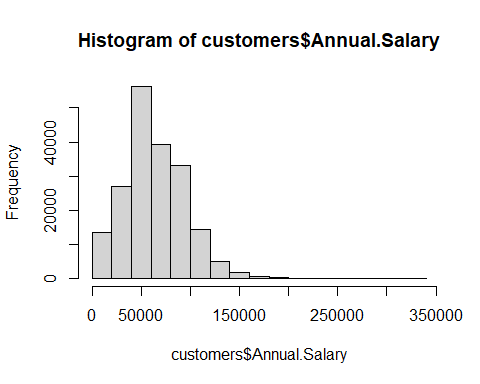 Histogram of customers$Annual.Salary
Frequency
40000
20000
0
0 50000 150000 250000 350000
customers$Annual.Salary